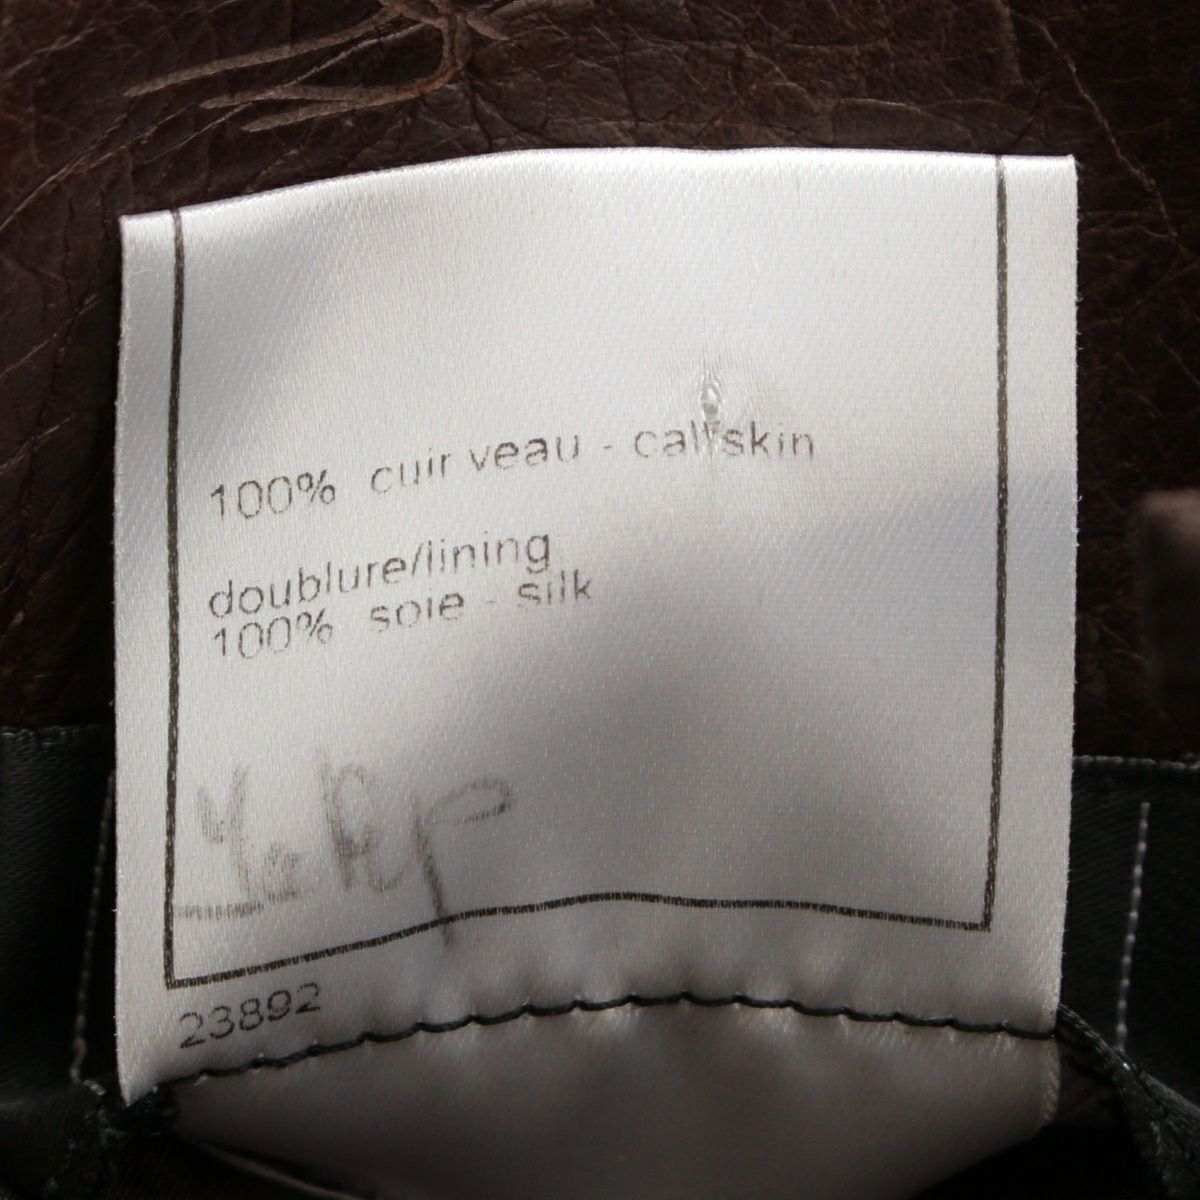 100% cuir veau - calfskin
doublure/lining
100% soie - silk
23892